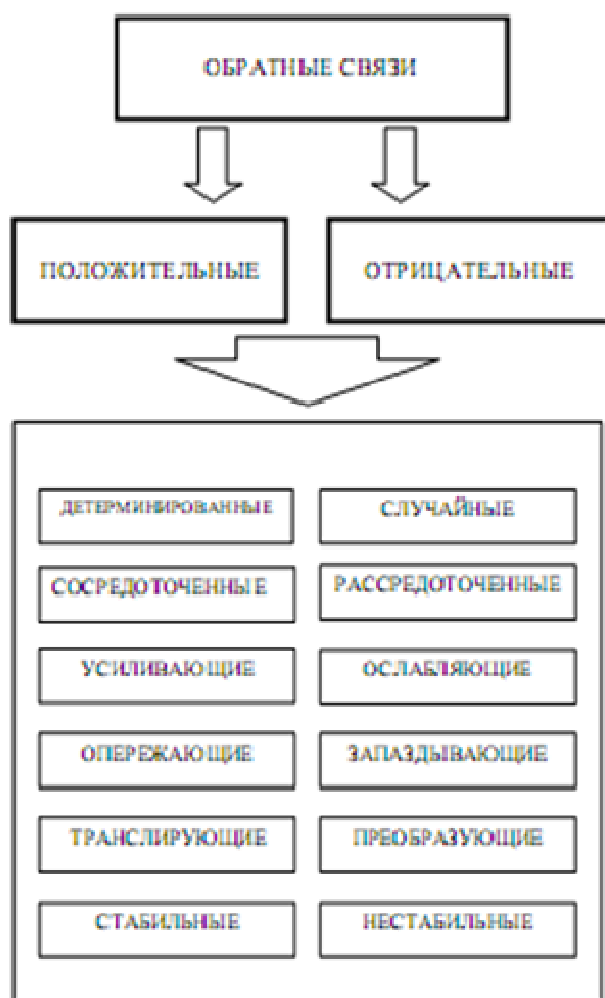 ОБРАТНЫЕ СВЯЗИ
ПОЛОЖИТЕЛЬНЫЕ
ОТРИЦАТЕЛЬНЫЕ
ДЕТЕРМИНИРОВАННЫЕ
СЛУЧАЙНЫЕ
СОСРЕДОТОЧЕННЫЕ
РАССРЕДОТОЧЕННЫЕ
УСИЛИВАЮЩИЕ
ОСЛАБЛЯЮЩИЕ
ОПЕРЕЖАЮЩИЕ
ЗАПАЗДЫВАЮЩИЕ
ТРАНСЛИРУЮЩИЕ
ПРЕОБРАЗУЮЩИЕ
СТАБИЛЬНЫЕ
НЕСТАБИЛЬНЫЕ